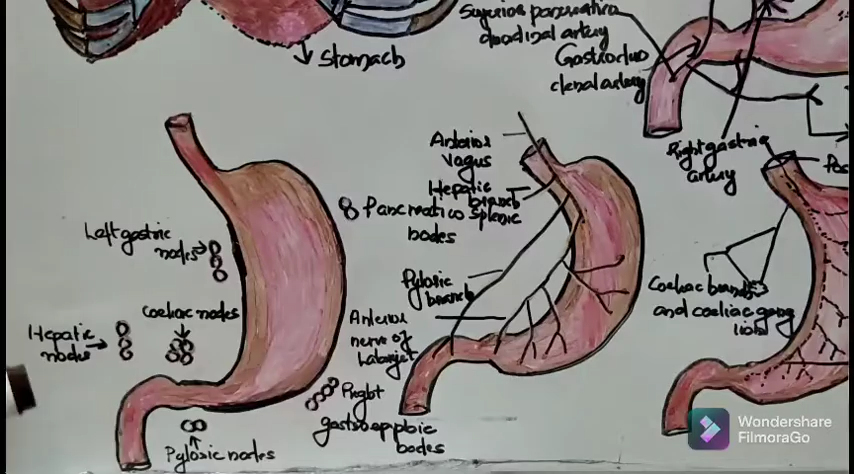 Stomach
Superior pancreatico
duodinal artery
Gastroduo
denal artery
Right gastric
artery
Anterior
vagus
Hepatic
branch
Pancreatico splenic
nodes
Left gastric
nodes
Pyloric
branch
Coeliac branch
and coeliac gang
lion
Coeliac nodes
Hepatic
nodes
Anterior
nerve of
Latarjet
Right
gastroepiploic
nodes
Pyloric nodes
Wondershare
FilmoraGo